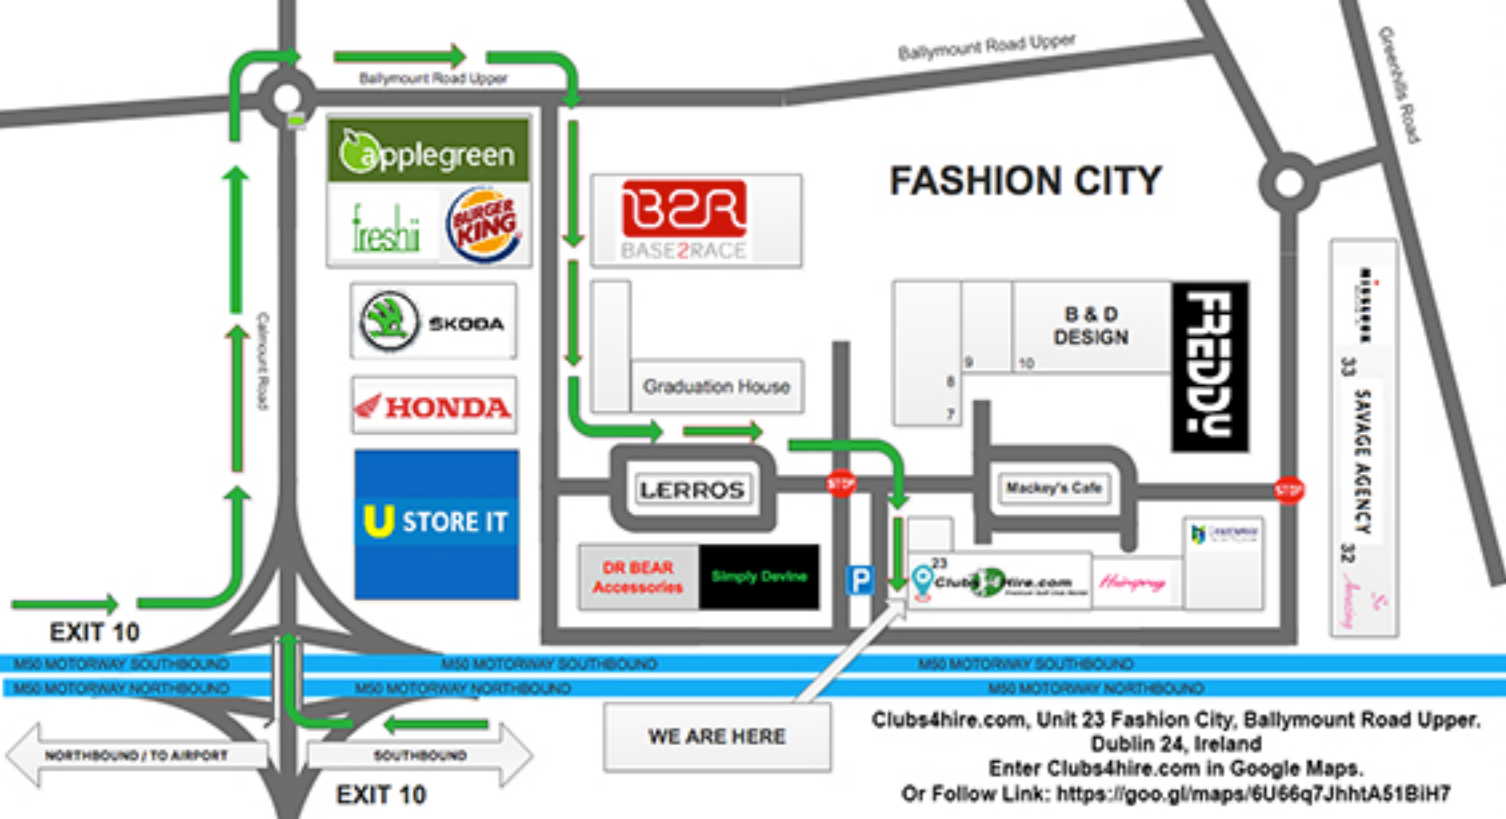 Ballymount Road Upper
Greenhills Road
Ballymount Road Upper
applegreen
freshii
BURGER
KING
B2R
BASE2RACE
FASHION CITY
ŠKODA
Calmount Road
HONDA
Graduation House
B & D
DESIGN
9
10
8
7
FREDDY
33
SAVAGE AGENCY
32
U STORE IT
LERROS
STOP
Mackey's Cafe
STOP
DR BEAR
Accessories
Simply Devine
P
23
Clubs4Hire.com
Hairspray
So
Amazing
EXIT 10
M50 MOTORWAY SOUTHBOUND
M50 MOTORWAY SOUTHBOUND
M50 MOTORWAY SOUTHBOUND
M50 MOTORWAY NORTHBOUND
M50 MOTORWAY NORTHBOUND
M50 MOTORWAY NORTHBOUND
NORTHBOUND / TO AIRPORT
SOUTHBOUND
EXIT 10
WE ARE HERE
Clubs4hire.com, Unit 23 Fashion City, Ballymount Road Upper.
Dublin 24, Ireland
Enter Clubs4hire.com in Google Maps.
Or Follow Link: https://goo.gl/maps/6U66q7JhhtA51BiH7